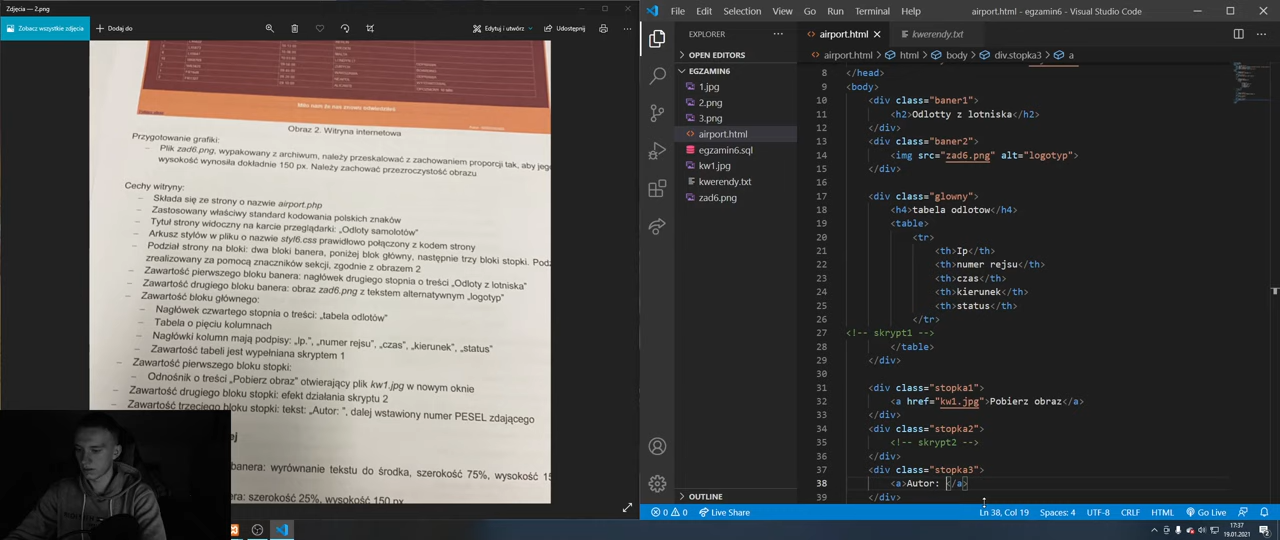 Zdjęcia — 2.png
Zobacz wszystkie zdjęcia
Dodaj do
Edytuj i utwórz
Udostępnij
Miło nam że nas znowu odwiedziłeś
Obraz 2. Witryna internetowa
Przygotowanie grafiki:
– Plik zad6.png, wypakowany z archiwum, należy przeskalować z zachowaniem proporcji tak, aby jego
wysokość wynosiła dokładnie 150 px. Należy zachować przezroczystość obrazu
Cechy witryny:
– Składa się ze strony o nazwie airport.php
– Zastosowany właściwy standard kodowania polskich znaków
– Tytuł strony widoczny na karcie przeglądarki: „Odloty samolotów”
– Arkusz stylów w pliku o nazwie styl6.css prawidłowo połączony z kodem strony
– Podział strony na bloki: dwa bloki banera, poniżej blok główny, następnie trzy bloki stopki. Podz
zrealizowany za pomocą znaczników sekcji, zgodnie z obrazem 2
– Zawartość pierwszego bloku banera: nagłówek drugiego stopnia o treści „Odloty z lotniska”
– Zawartość drugiego bloku banera: obraz zad6.png z tekstem alternatywnym „logotyp”
– Zawartość bloku głównego:
– Nagłówek czwartego stopnia o treści: „tabela odlotów”
– Tabela o pięciu kolumnach
– Nagłówki kolumn mają podpisy: „lp.”, „numer rejsu”, „czas”, „kierunek”, „status”
– Zawartość tabeli jest wypełniana skryptem 1
– Zawartość pierwszego bloku stopki:
– Odnośnik o treści „Pobierz obraz” otwierający plik kw1.jpg w nowym oknie
– Zawartość drugiego bloku stopki: efekt działania skryptu 2
– Zawartość trzeciego bloku stopki: tekst: „Autor: ”, dalej wstawiony numer PESEL zdającego
ej
banera: wyrównanie tekstu do środka, szerokość 75%, wysokość 15
banera: szerokość 25%, wysokość 150 px
File Edit Selection View Go Run Terminal Help
airport.html - egzamin6 - Visual Studio Code
EXPLORER
OPEN EDITORS
EGZAMIN6
1.jpg
2.png
3.png
airport.html
egzamin6.sql
kw1.jpg
kwerendy.txt
zad6.png
OUTLINE
airport.html
kwerendy.txt
airport.html > html > body > div.stopka3 > a
8 </head>
9 <body>
10 <div class="baner1">
11 <h2>Odlotty z lotniska</h2>
12 </div>
13 <div class="baner2">
14 <img src="zad6.png" alt="logotyp">
15 </div>
16
17 <div class="glowny">
18 <h4>tabela odlotow</h4>
19 <table>
20 <tr>
21 <th>Ip</th>
22 <th>numer rejsu</th>
23 <th>czas</th>
24 <th>kierunek</th>
25 <th>status</th>
26 </tr>
27 <!-- skrypt1 -->
28 </table>
29 </div>
30
31 <div class="stopka1">
32 <a href="kw1.jpg">Pobierz obraz</a>
33 </div>
34 <div class="stopka2">
35 <!-- skrypt2 -->
36 </div>
37 <div class="stopka3">
38 <a>Autor: </a>
39 </div>
0 0 Live Share
Ln 38, Col 19 Spaces: 4 UTF-8 CRLF HTML Go Live
17:37
19.01.2021